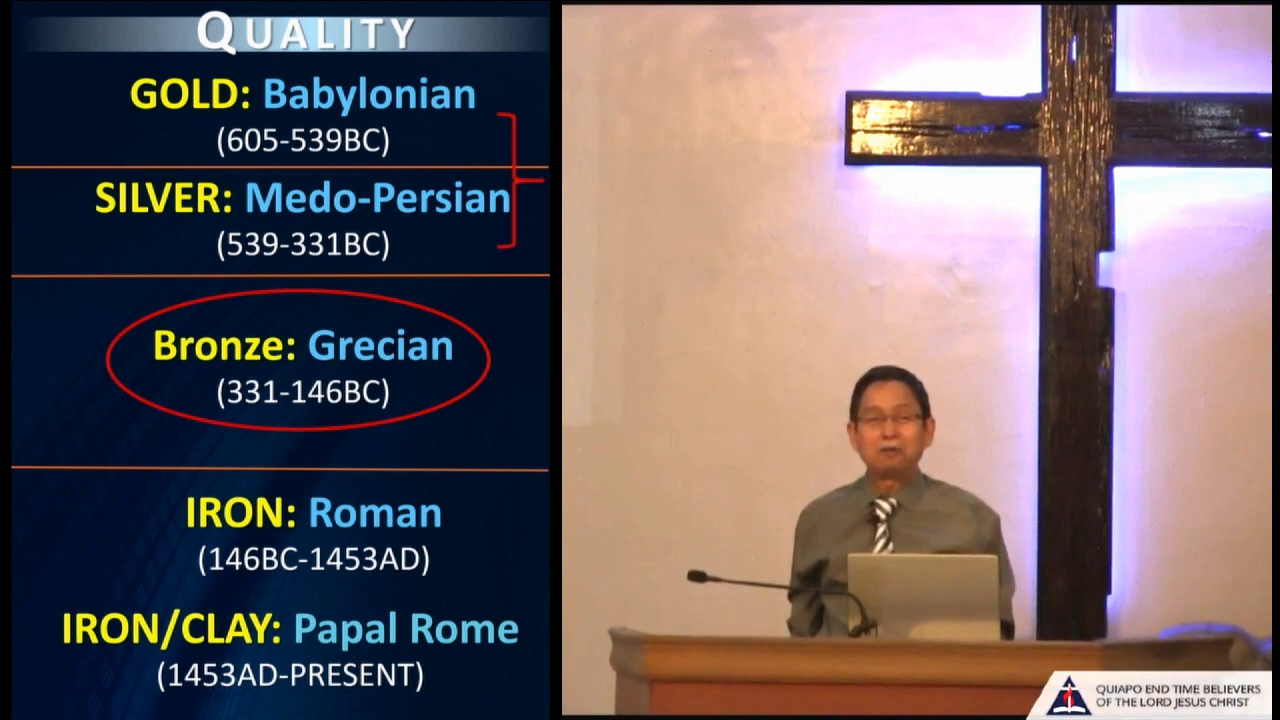 QUALITY
GOLD: Babylonian
(605-539BC)
SILVER: Medo-Persian
(539-331BC)
Bronze: Grecian
(331-146BC)
IRON: Roman
(146BC-1453AD)
IRON/CLAY: Papal Rome
(1453AD-PRESENT)
QUIAPO END TIME BELIEVERS
OF THE LORD JESUS CHRIST